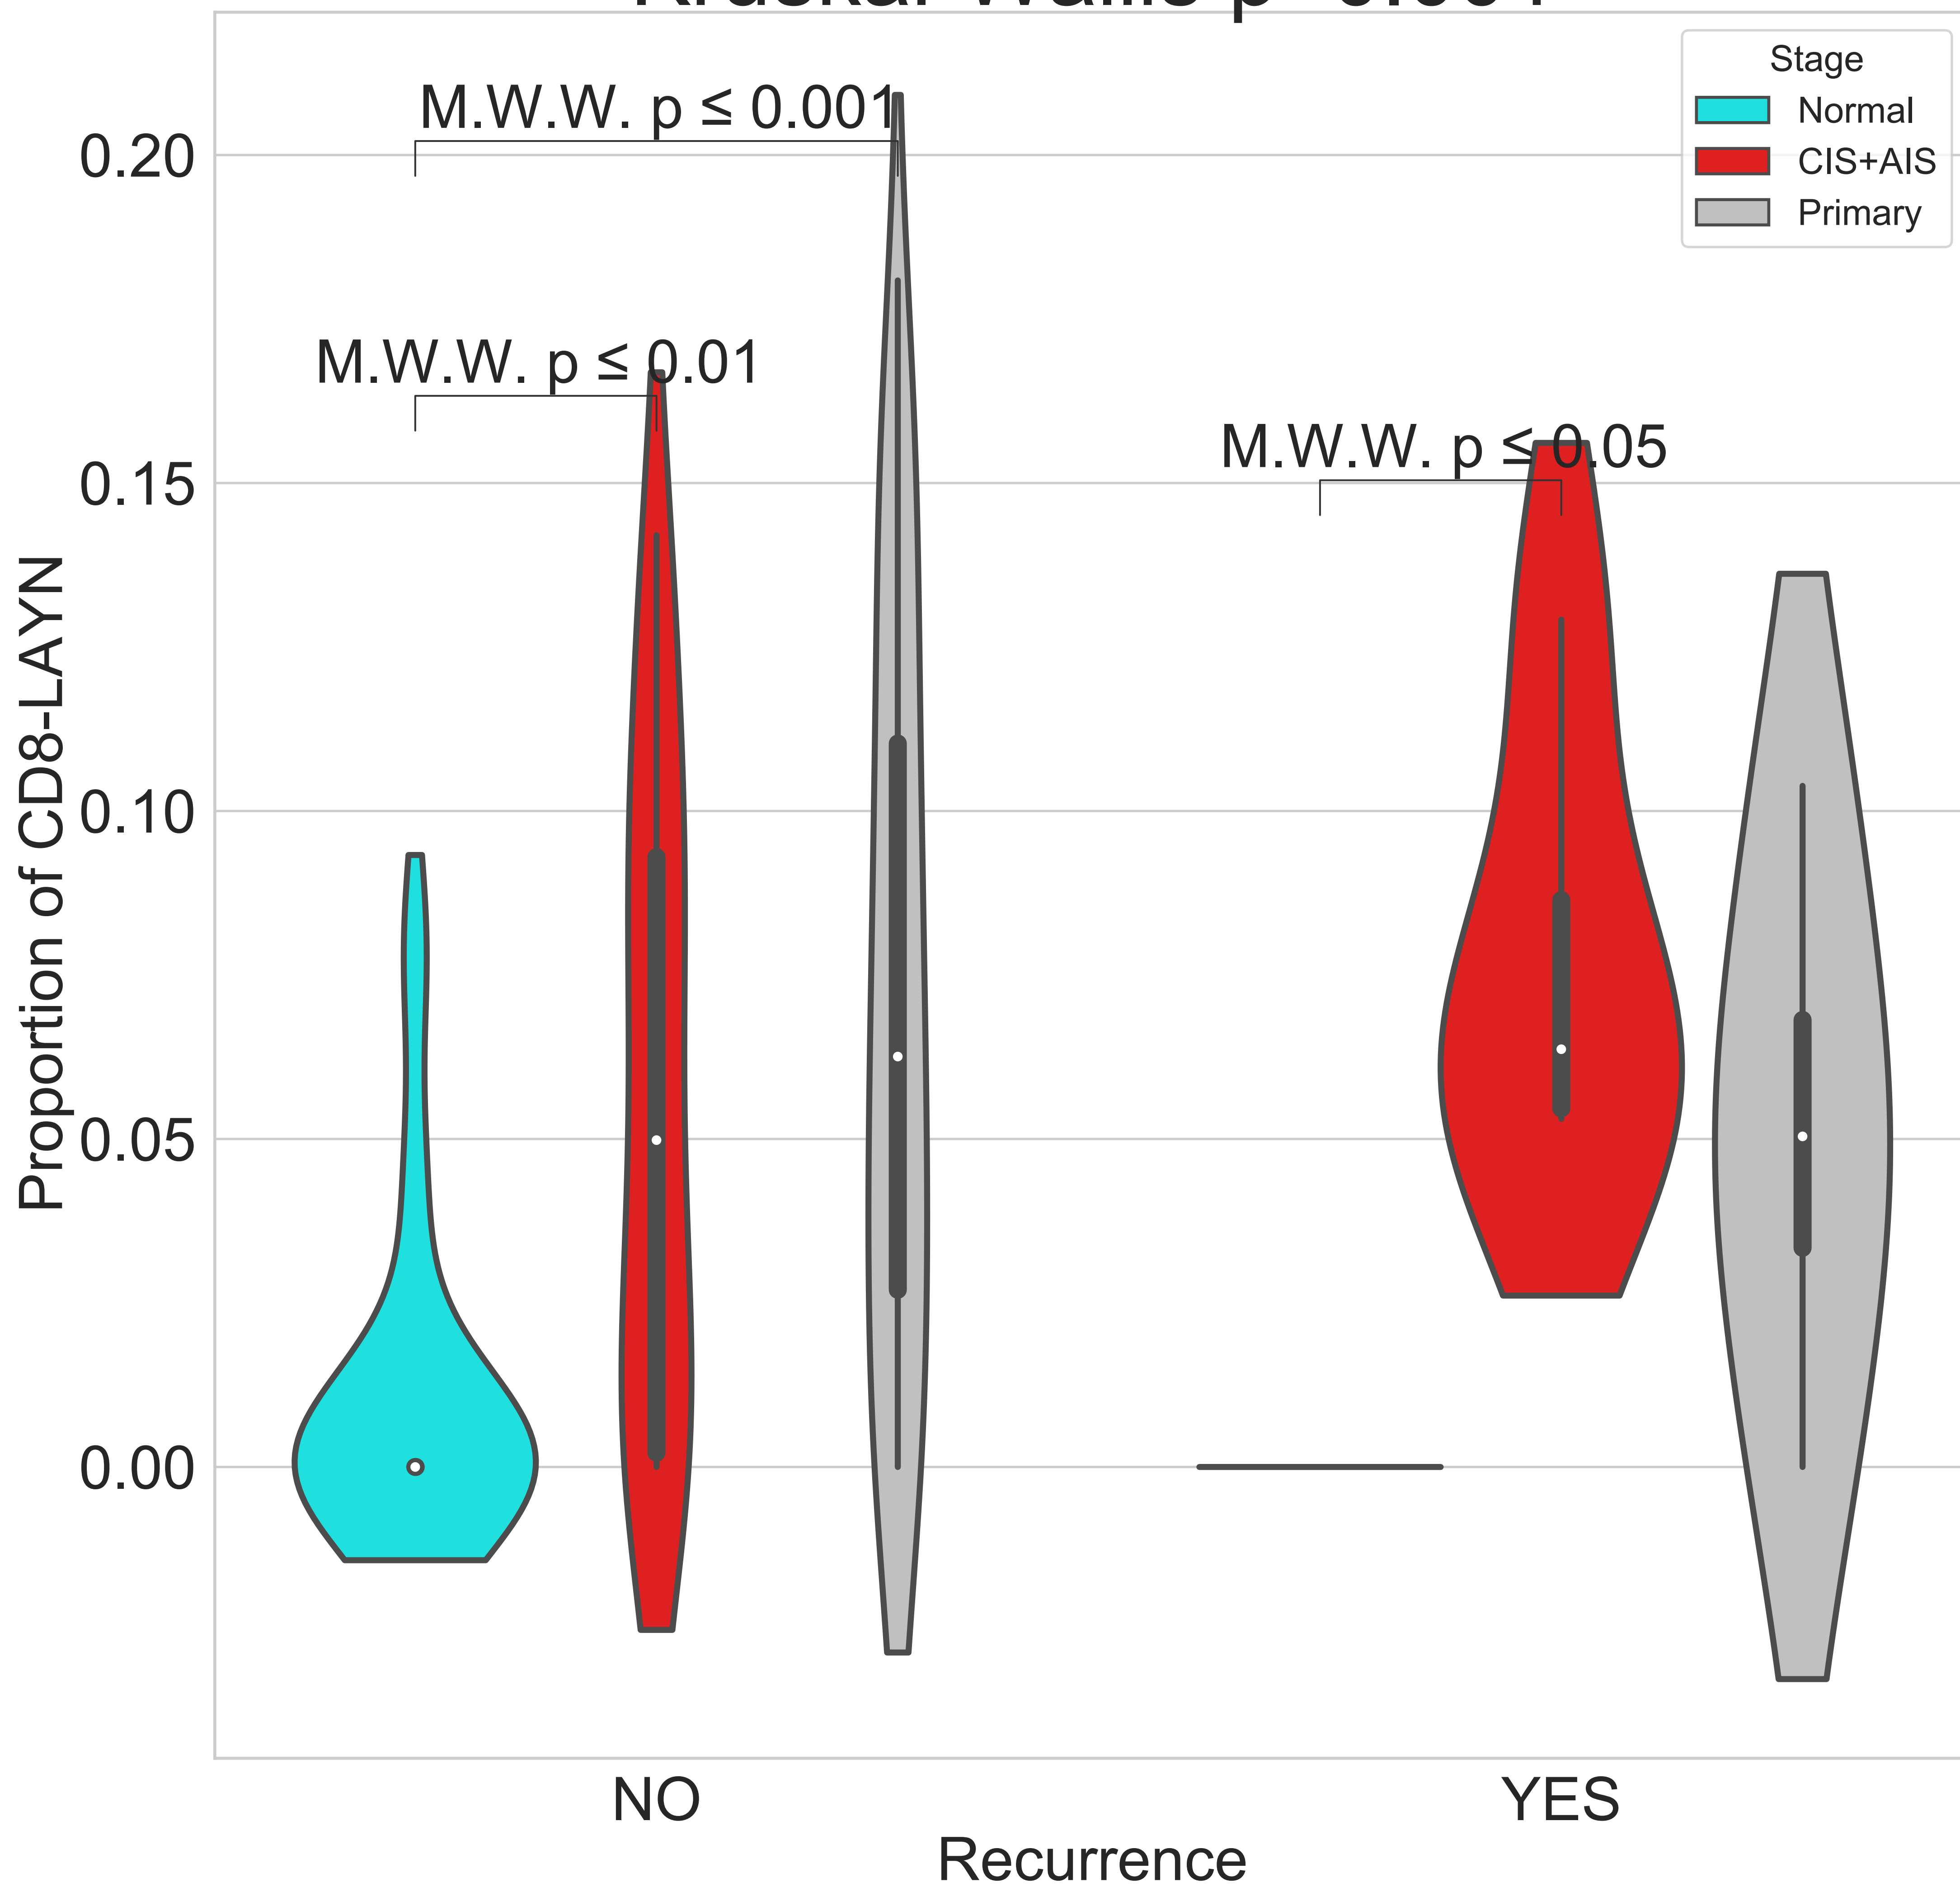 Stage
Normal
CIS+AIS
Primary
M.W.W. p ≤ 0.001
M.W.W. p ≤ 0.01
M.W.W. p ≤ 0.05
0.20
0.15
0.10
0.05
0.00
Proportion of CD8-LAYN
NO
YES
Recurrence